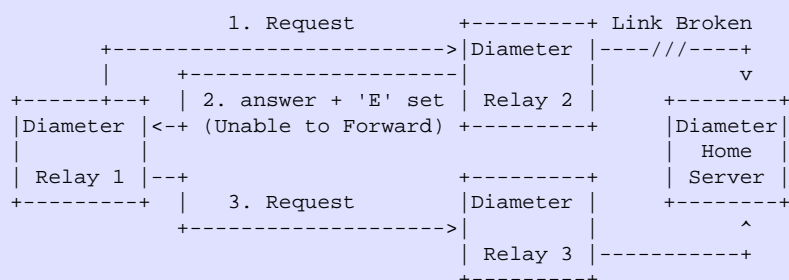 1. Request Link Broken
Diameter ----///----
v
2. answer + 'E' set Relay 2
Diameter (Unable to Forward) Diameter
Home
Relay 1 Server
3. Request Diameter
^
Relay 3